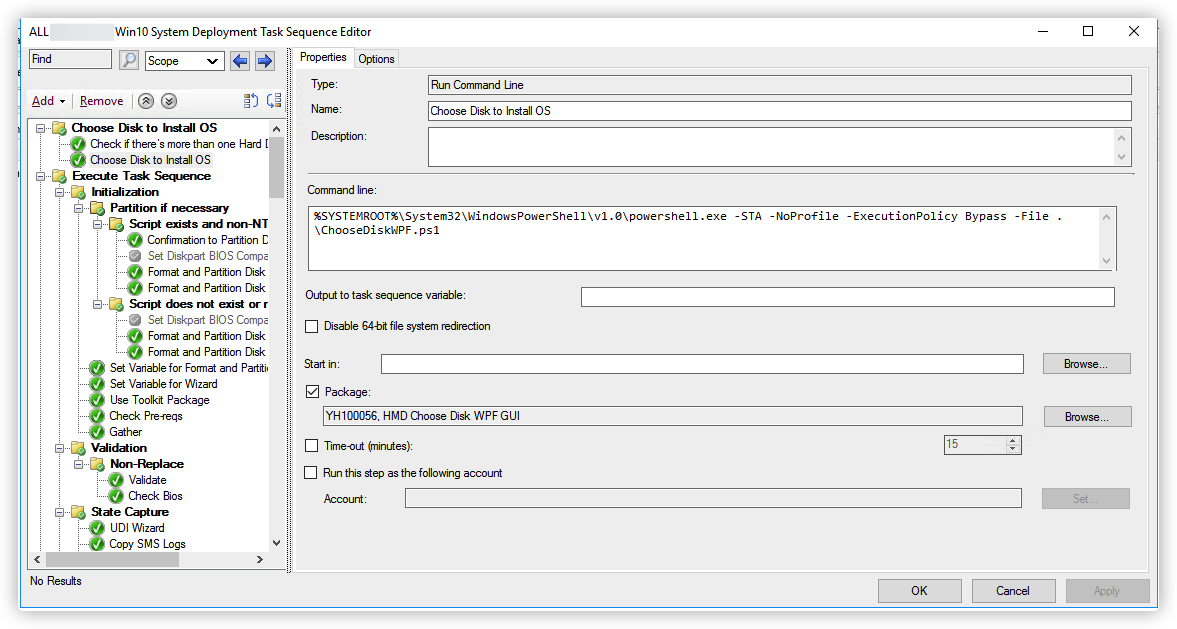 ALL Win10 System Deployment Task Sequence Editor
Find
Scope
Add
Remove
Choose Disk to Install OS
Check if there's more than one Hard D
Choose Disk to Install OS
Execute Task Sequence
Initialization
Partition if necessary
Script exists and non-NT
Confirmation to Partition D
Set Diskpart BIOS Compa
Format and Partition Disk
Format and Partition Disk
Script does not exist or r
Set Diskpart BIOS Compa
Format and Partition Disk
Format and Partition Disk
Set Variable for Format and Partitio
Set Variable for Wizard
Use Toolkit Package
Check Pre-reqs
Gather
Validation
Non-Replace
Validate
Check Bios
State Capture
UDI Wizard
Copy SMS Logs
No Results
Properties
Options
Type:
Run Command Line
Name:
Choose Disk to Install OS
Description:
Command line:
%SYSTEMROOT%\System32\WindowsPowerShell\v1.0\powershell.exe -STA -NoProfile -ExecutionPolicy Bypass -File .
\ChooseDiskWPF.ps1
Output to task sequence variable:
Disable 64-bit file system redirection
Start in:
Browse...
Package:
YH100056, HMD Choose Disk WPF GUI
Browse...
Time-out (minutes):
15
Run this step as the following account
Account:
Set...
OK
Cancel
Apply